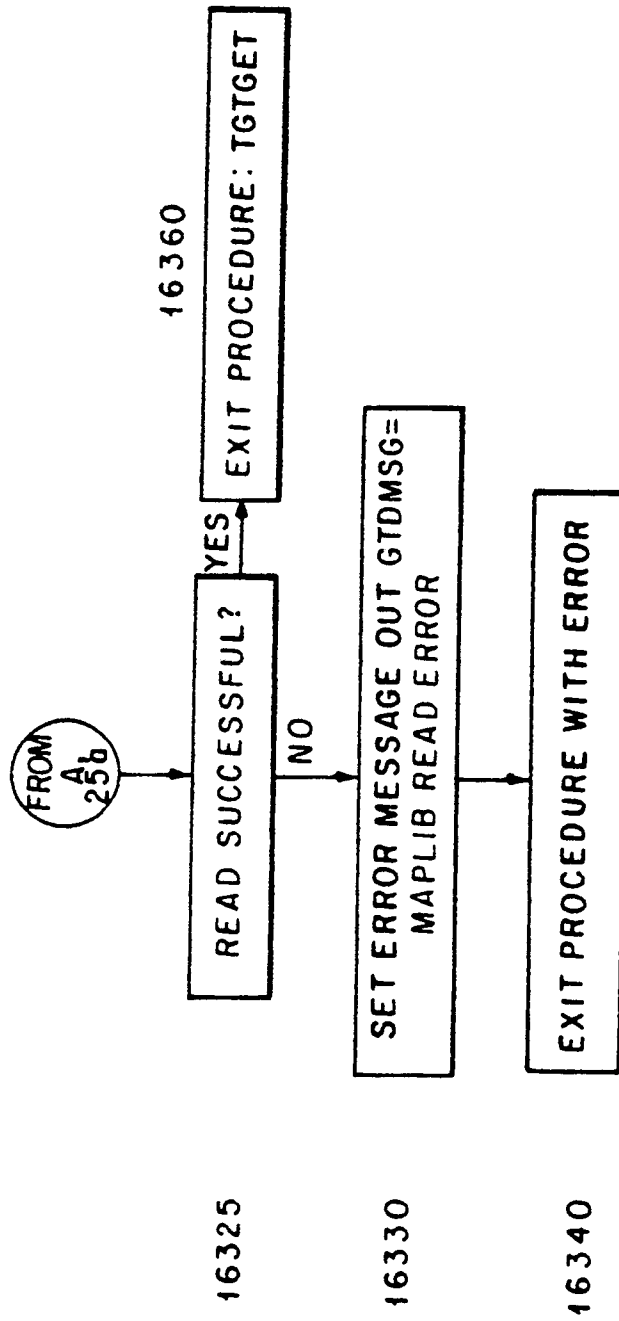 FROM
A,
25b
16325
READ SUCCESSFUL?
YES
16360
EXIT PROCEDURE: TGTGET
NO
16330
SET ERROR MESSAGE OUT GTDMSG=
MAPLIB READ ERROR
16340
EXIT PROCEDURE WITH ERROR